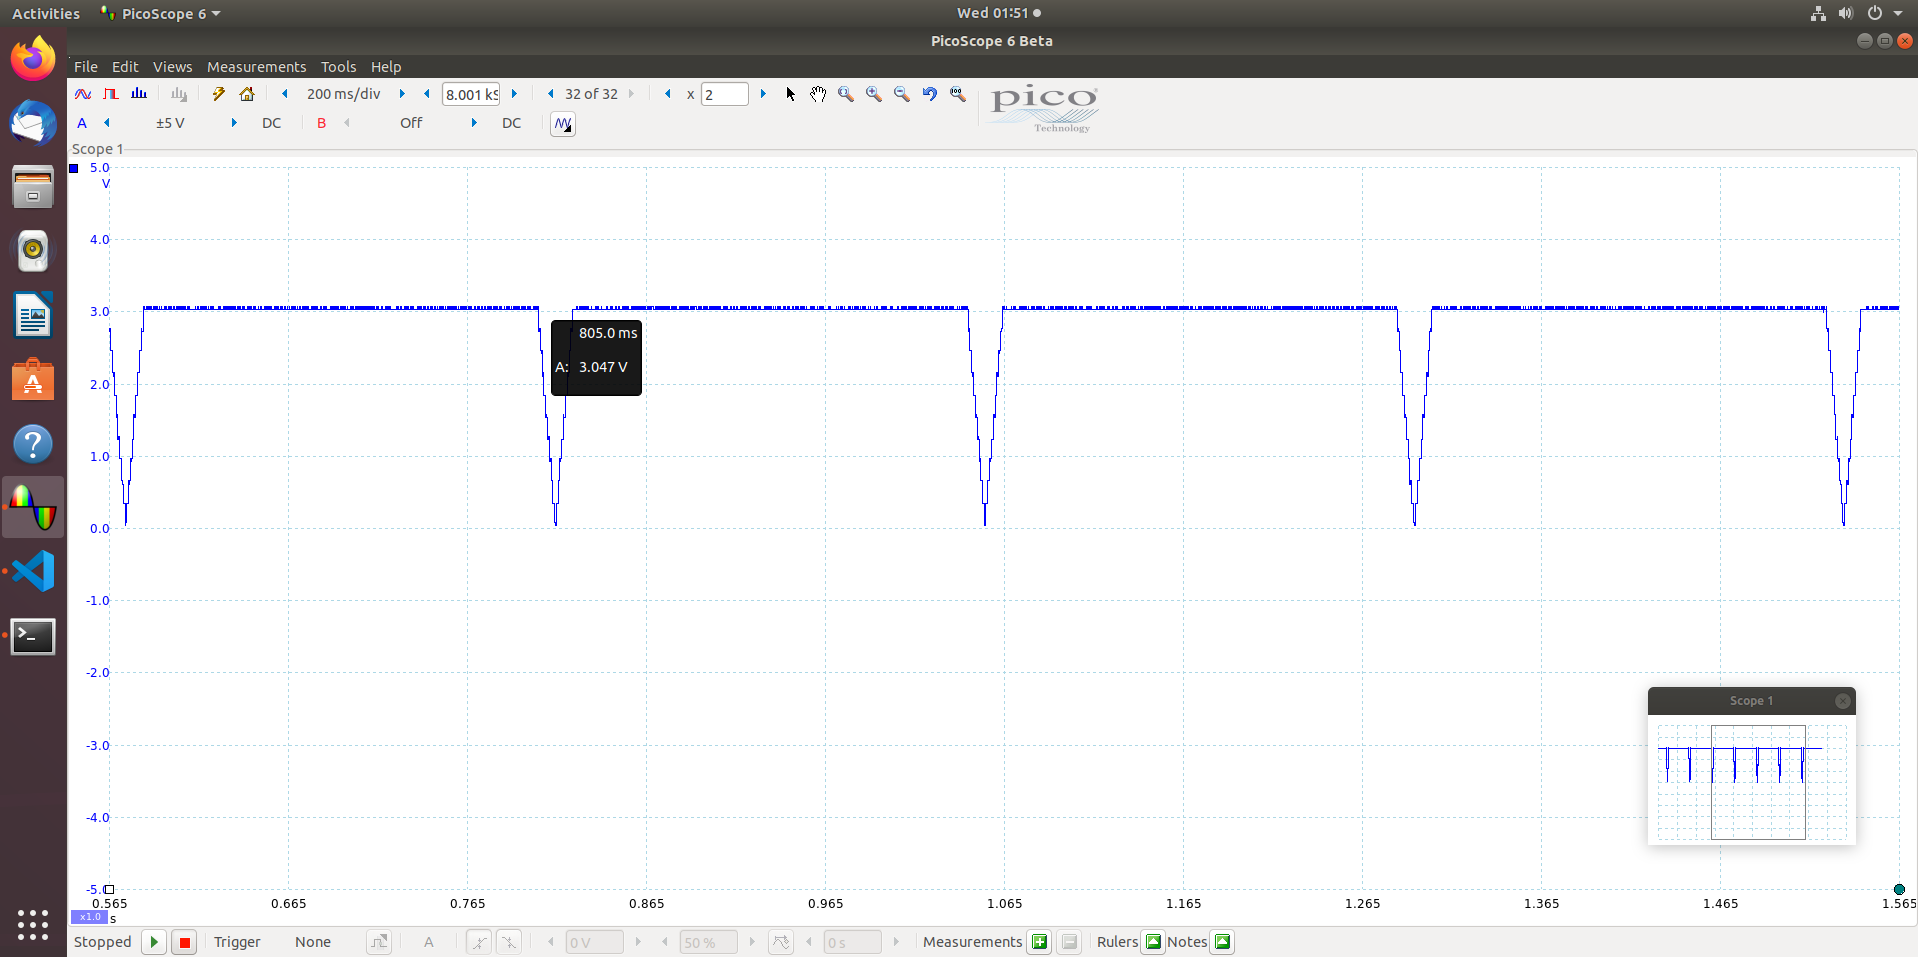 Activities PicoScope 6 Wed 01:51
PicoScope 6 Beta
File Edit Views Measurements Tools Help
200 ms/div 8.001 kS 32 of 32 x 2
pico
Technology
A ±5 V DC B Off DC
Scope 1
5.0
V
4.0
3.0
2.0
1.0
0.0
-1.0
-2.0
-3.0
-4.0
-5.0
805.0 ms
A: 3.047 V
Scope 1
0.565 0.665 0.765 0.865 0.965 1.065 1.165 1.265 1.365 1.465 1.565
x1.0 s
Stopped Trigger None A 0 V 50 % 0 s Measurements Rulers Notes